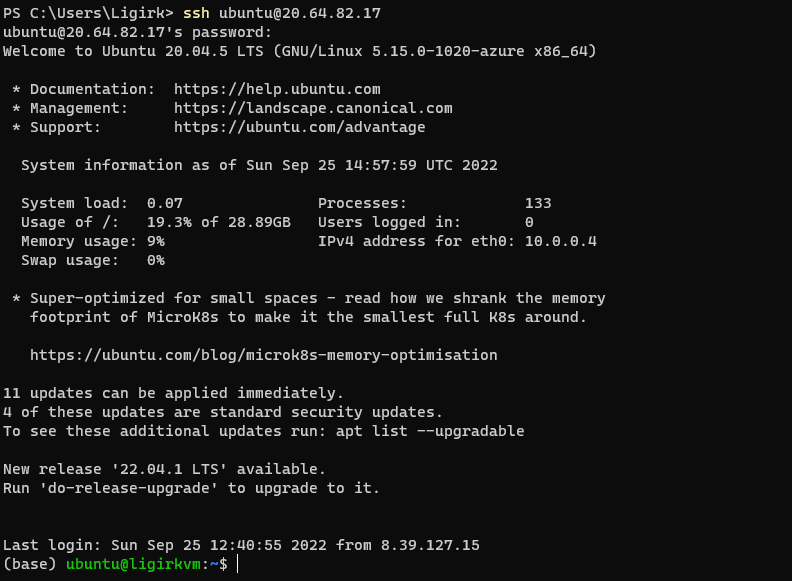 PS C:\Users\Ligirk> ssh ubuntu@20.64.82.17
ubuntu@20.64.82.17's password:
Welcome to Ubuntu 20.04.5 LTS (GNU/Linux 5.15.0-1020-azure x86_64)

 * Documentation:  https://help.ubuntu.com
 * Management:     https://landscape.canonical.com
 * Support:        https://ubuntu.com/advantage

  System information as of Sun Sep 25 14:57:59 UTC 2022

  System load:  0.07               Processes:             133
  Usage of /:   19.3% of 28.89GB   Users logged in:       0
  Memory usage: 9%                 IPv4 address for eth0: 10.0.0.4
  Swap usage:   0%

 * Super-optimized for small spaces - read how we shrank the memory
   footprint of MicroK8s to make it the smallest full K8s around.

   https://ubuntu.com/blog/microk8s-memory-optimisation

11 updates can be applied immediately.
4 of these updates are standard security updates.
To see these additional updates run: apt list --upgradable

New release '22.04.1 LTS' available.
Run 'do-release-upgrade' to upgrade to it.


Last login: Sun Sep 25 12:40:55 2022 from 8.39.127.15
(base) ubuntu@ligirkvm:~$